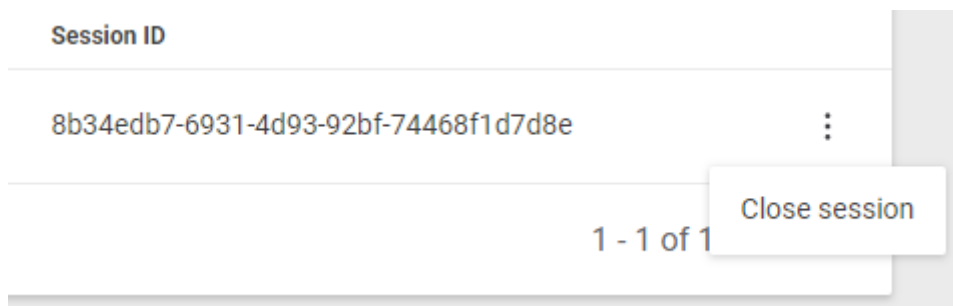 Session ID
8b34edb7-6931-4d93-92bf-74468f1d7d8e
Close session
1 - 1 of 1